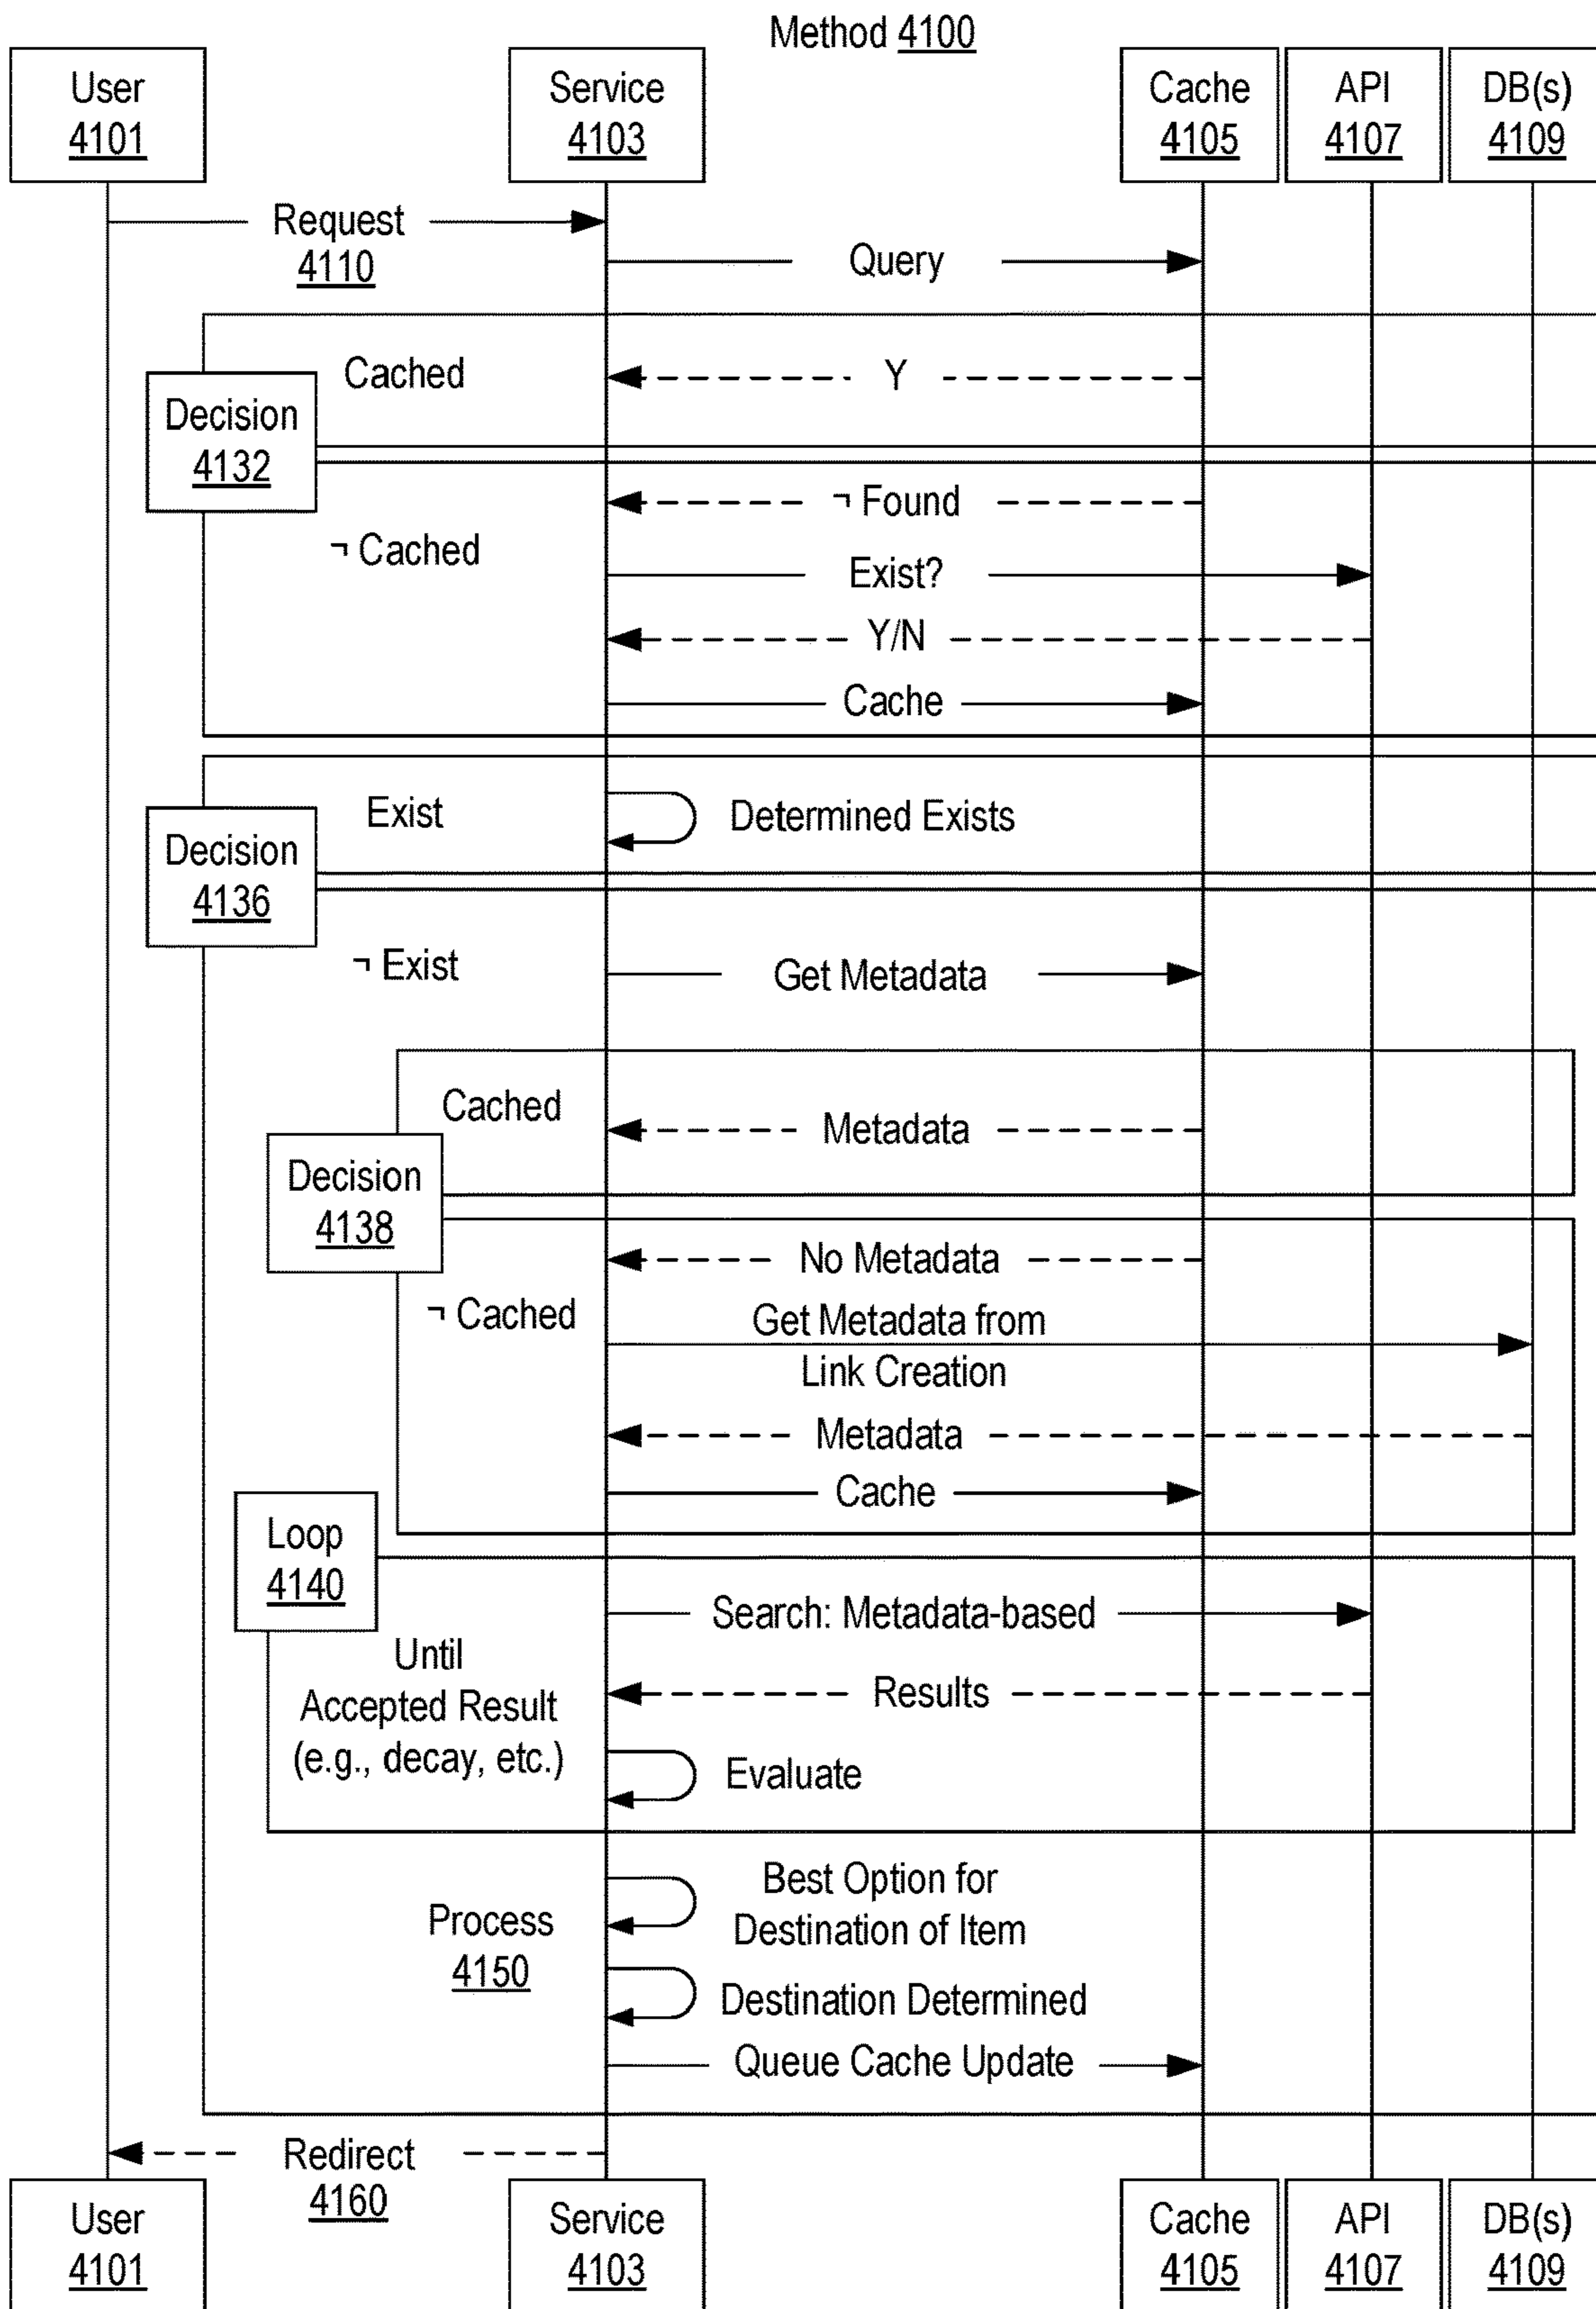 Method 4100
User
4101
Service
4103
Cache
4105
API
4107
DB(s)
4109
Request
4110
Query
Cached
Y
Decision
4132
¬ Found
¬ Cached
Exist?
Y/N
Cache
Exist
Determined Exists
Decision
4136
¬ Exist
Get Metadata
Cached
Metadata
Decision
4138
No Metadata
¬ Cached
Get Metadata from
Link Creation
Metadata
Cache
Loop
4140
Search: Metadata-based
Until
Accepted Result
(e.g., decay, etc.)
Results
Evaluate
Best Option for
Destination of Item
Process
4150
Destination Determined
Queue Cache Update
Redirect
4160
User
4101
Service
4103
Cache
4105
API
4107
DB(s)
4109